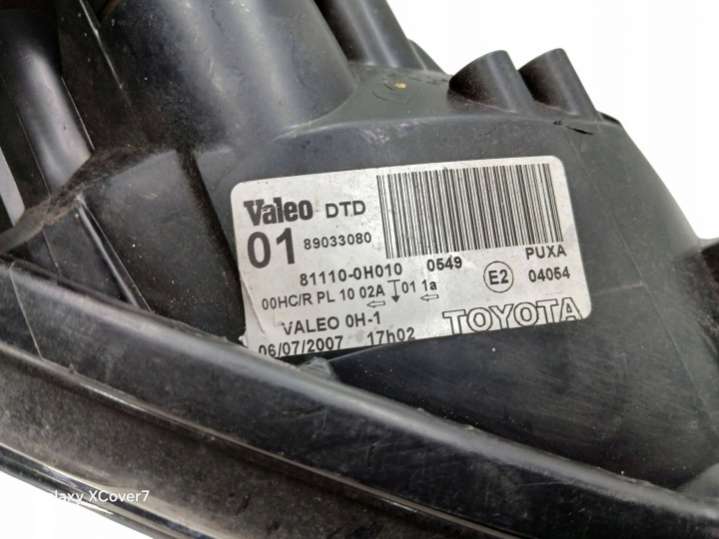 Valeo DTD
01 89033080
81110-0H010 0549 PUXA
00HC/R PL 10 02A 01 1a E2 04054
VALEO 0H-1 TOYOTA
06/07/2007 17h02
alaxy XCover7